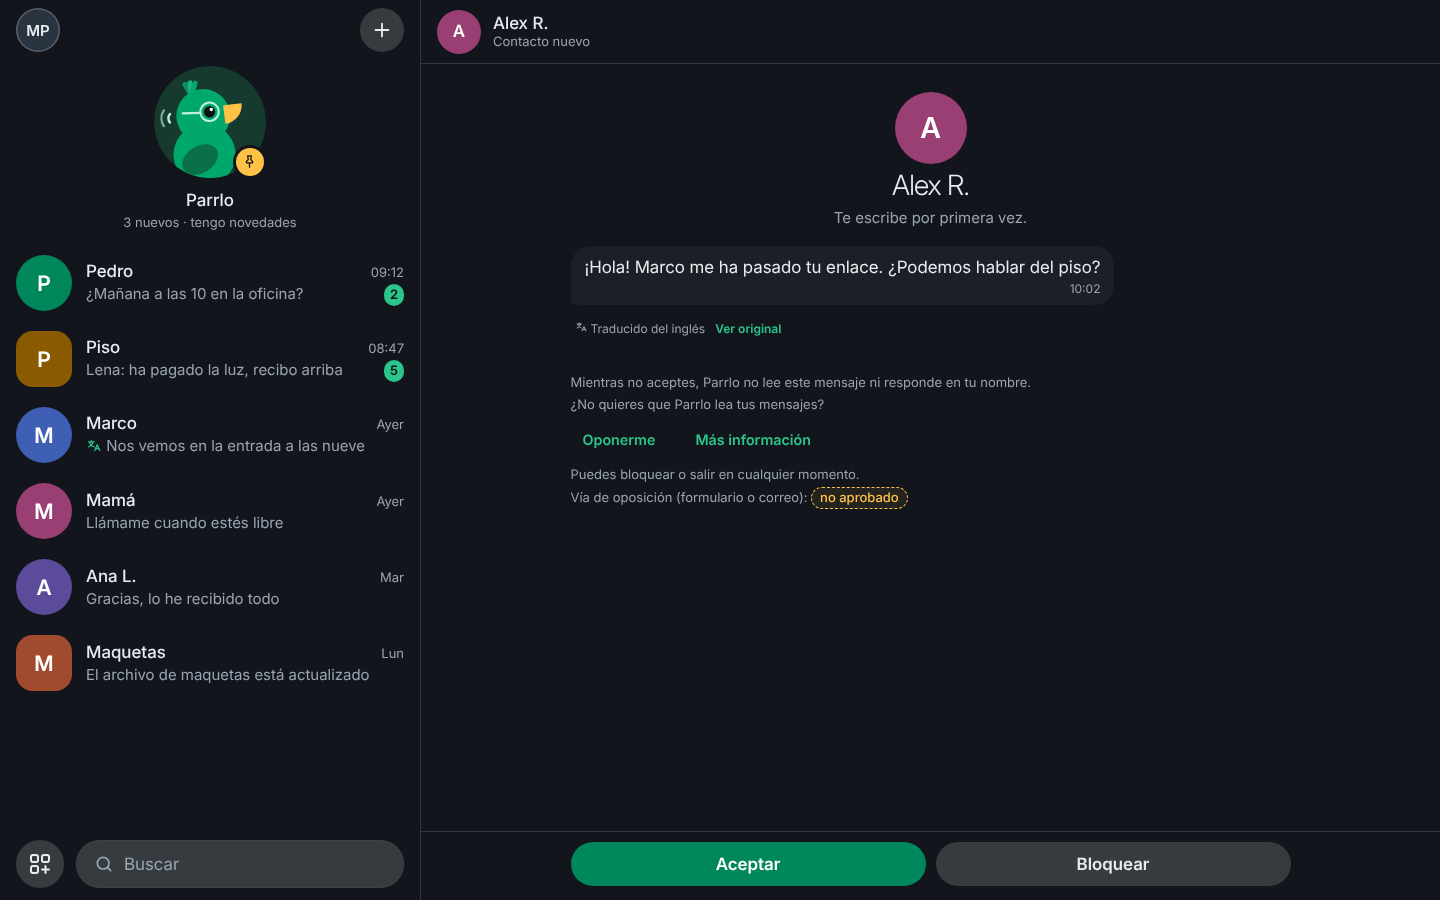 MP
Parrlo
3 nuevos · tengo novedades
P
Pedro
09:12
¿Mañana a las 10 en la oficina?
2
P
Piso
08:47
Lena: ha pagado la luz, recibo arriba
5
M
Marco
Ayer
Nos vemos en la entrada a las nueve
M
Mamá
Ayer
Llámame cuando estés libre
A
Ana L.
Mar
Gracias, lo he recibido todo
M
Maquetas
Lun
El archivo de maquetas está actualizado
Buscar
A
Alex R.
Contacto nuevo
A
Alex R.
Te escribe por primera vez.
¡Hola! Marco me ha pasado tu enlace. ¿Podemos hablar del piso?
10:02
Traducido del inglés Ver original
Mientras no aceptes, Parrlo no lee este mensaje ni responde en tu nombre.
¿No quieres que Parrlo lea tus mensajes?
Oponerme Más información
Puedes bloquear o salir en cualquier momento.
Vía de oposición (formulario o correo): no aprobado
Aceptar Bloquear